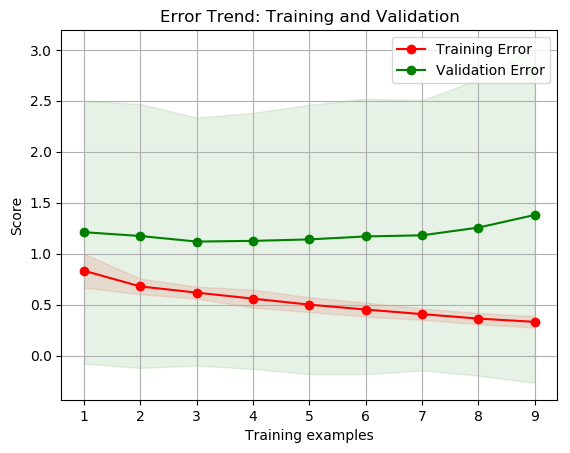 Error Trend: Training and Validation
Training Error
Validation Error
3.0
2.5
2.0
1.5
1.0
0.5
0.0
Score
1 2 3 4 5 6 7 8 9
Training examples